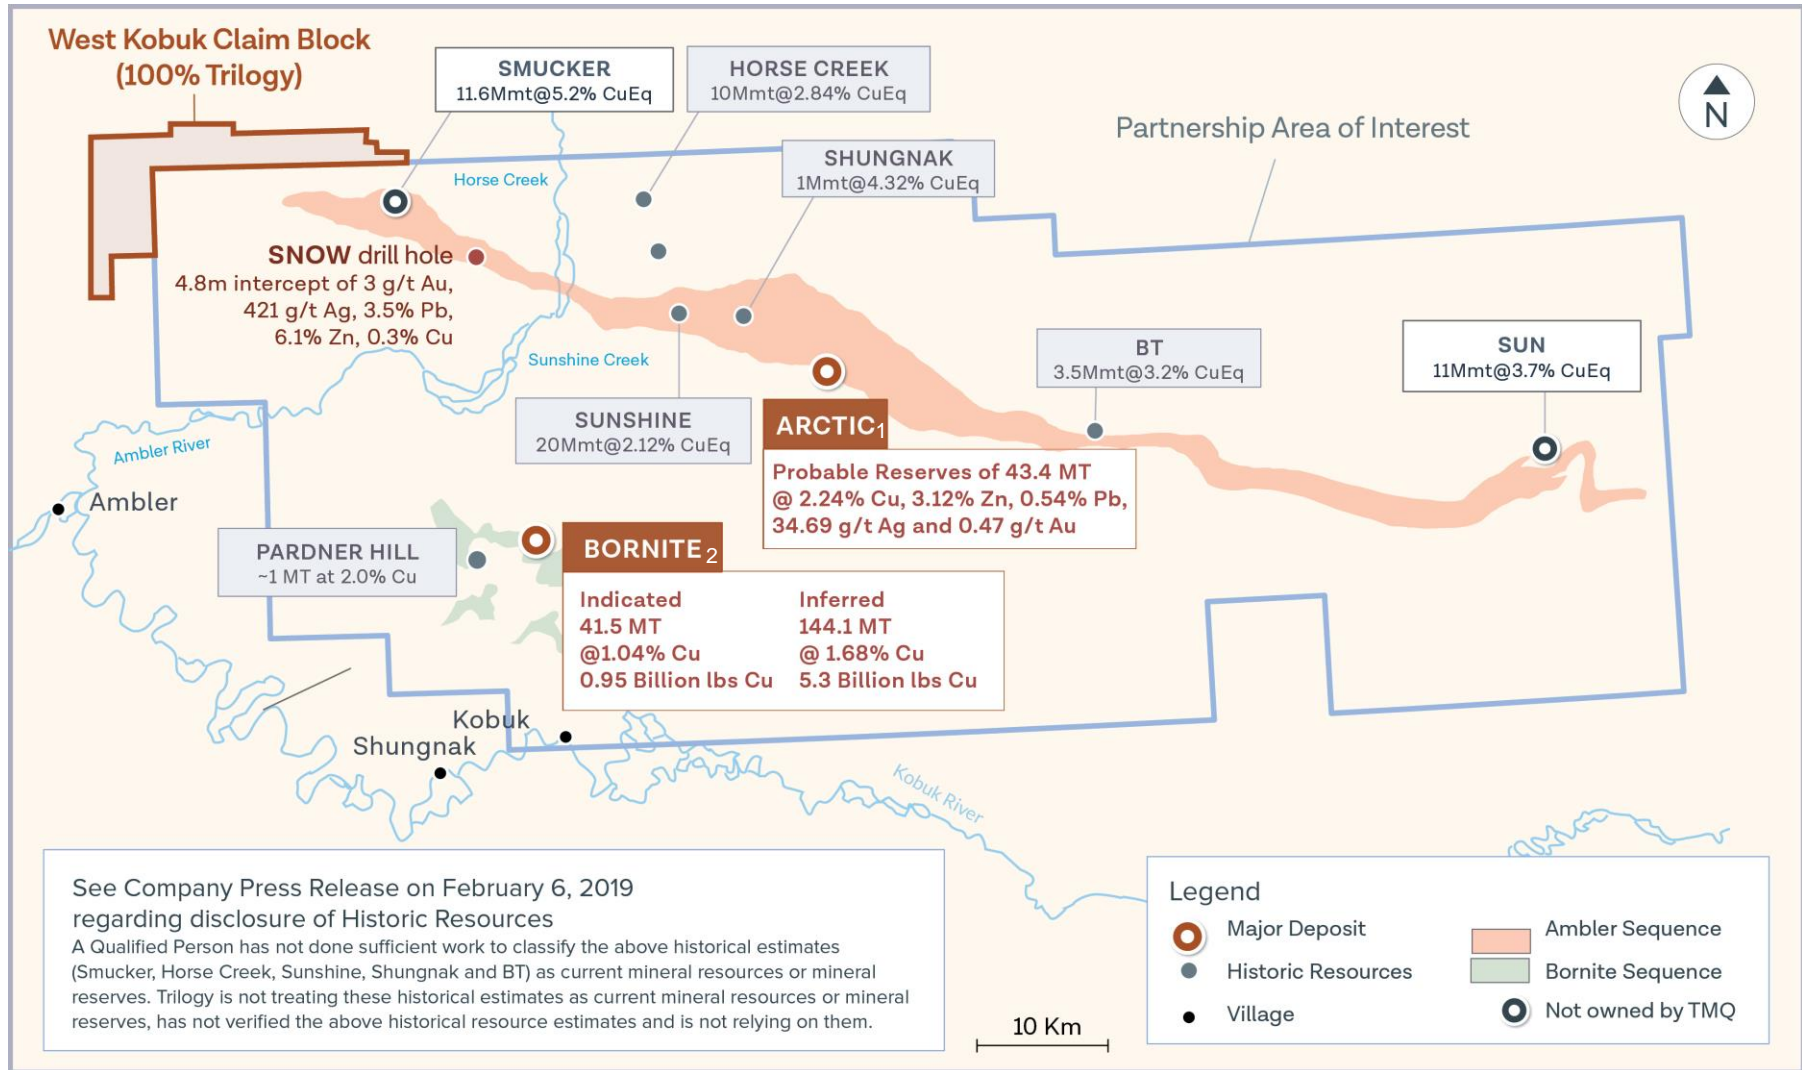 West Kobuk Claim Block
(100% Trilogy)
SMUCKER
11.6Mmt@5.2% CuEq
HORSE CREEK
10Mmt@2.84% CuEq
SHUNGNAK
1Mmt@4.32% CuEq
Partnership Area of Interest
N
Horse Creek
SNOW drill hole
4.8m intercept of 3 g/t Au,
421 g/t Ag, 3.5% Pb,
6.1% Zn, 0.3% Cu
Sunshine Creek
BT
3.5Mmt@3.2% CuEq
SUN
11Mmt@3.7% CuEq
SUNSHINE
20Mmt@2.12% CuEq
ARCTIC1
Probable Reserves of 43.4 MT
@ 2.24% Cu, 3.12% Zn, 0.54% Pb,
34.69 g/t Ag and 0.47 g/t Au
Ambler River
Ambler
PARDNER HILL
~1 MT at 2.0% Cu
BORNITE 2
Indicated
41.5 MT
@1.04% Cu
0.95 Billion lbs Cu
Inferred
144.1 MT
@ 1.68% Cu
5.3 Billion lbs Cu
Kobuk
Shungnak
Kobuk River
See Company Press Release on February 6, 2019
regarding disclosure of Historic Resources
A Qualified Person has not done sufficient work to classify the above historical estimates
(Smucker, Horse Creek, Sunshine, Shungnak and BT) as current mineral resources or mineral
reserves. Trilogy is not treating these historical estimates as current mineral resources or mineral
reserves, has not verified the above historical resource estimates and is not relying on them.
10 Km
Legend
Major Deposit
Historic Resources
Village
Ambler Sequence
Bornite Sequence
Not owned by TMQ